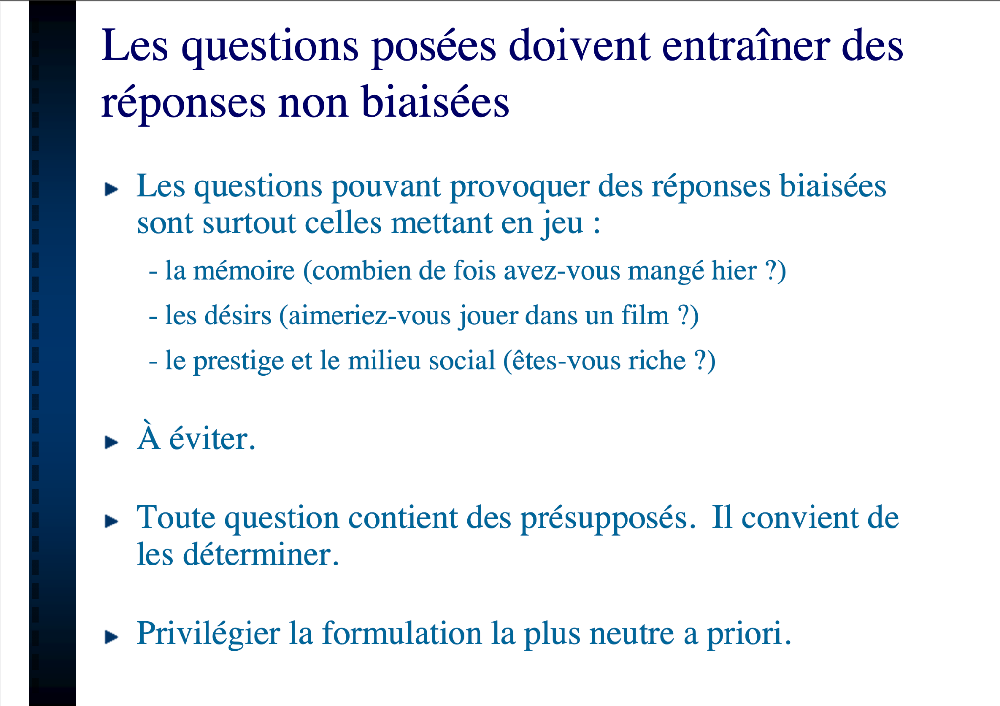 Les questions posées doivent entraîner des
réponses non biaisées
► Les questions pouvant provoquer des réponses biaisées
sont surtout celles mettant en jeu :
- la mémoire (combien de fois avez-vous mangé hier ?)
- les désirs (aimeriez-vous jouer dans un film ?)
- le prestige et le milieu social (êtes-vous riche ?)
► À éviter.
► Toute question contient des présupposés.  Il convient de
les déterminer.
► Privilégier la formulation la plus neutre a priori.